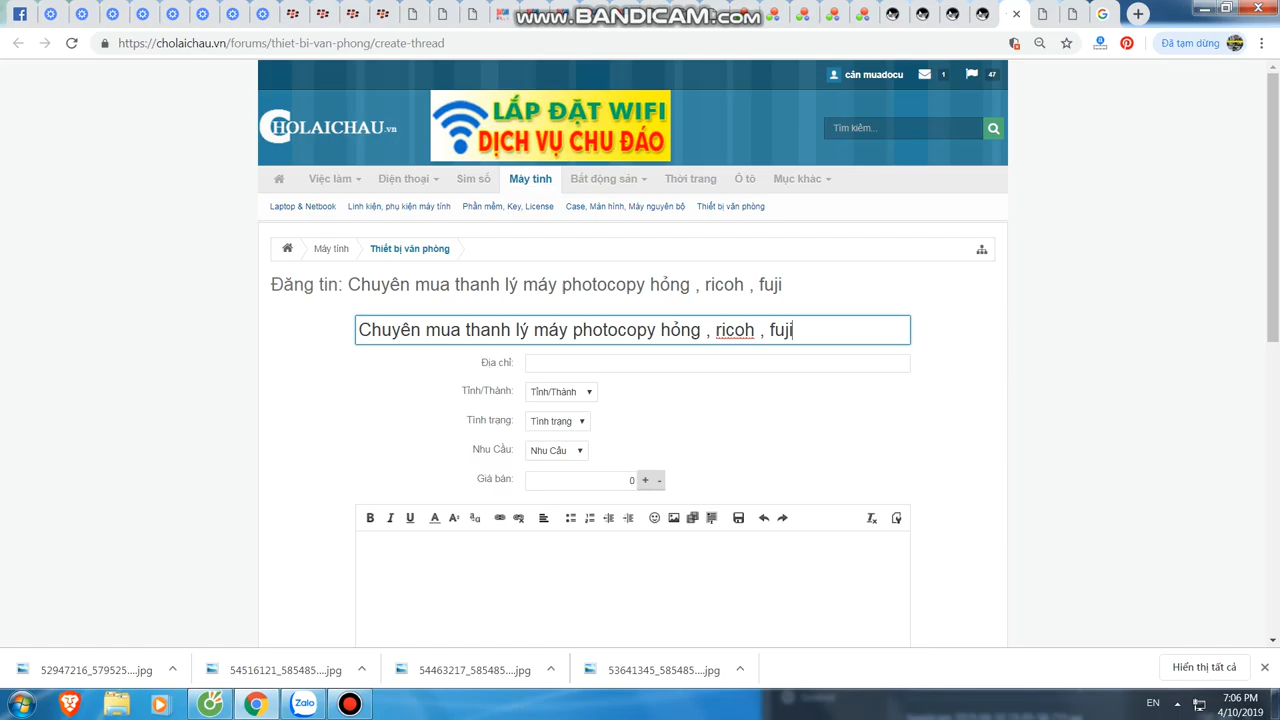 WWW.BANDICAM.COM
https://cholaichau.vn/forums/thiet-bi-van-phong/create-thread
Đã tạm dừng
cân muadocu 1 47
CHOLAICHAU.vn
LẮP ĐẶT WIFI
DỊCH VỤ CHU ĐÁO
Tìm kiếm...
Việc làm Điện thoại Sim số Máy tính Bất động sản Thời trang Ô tô Mục khác
Laptop & Netbook Linh kiện, phụ kiện máy tính Phần mềm, Key, License Case, Màn hình, Máy nguyên bộ Thiết bị văn phòng
Máy tính Thiết bị văn phòng
Đăng tin: Chuyên mua thanh lý máy photocopy hỏng , ricoh , fuji
Chuyên mua thanh lý máy photocopy hỏng , ricoh , fuji
Địa chỉ:
Tỉnh/Thành: Tỉnh/Thành
Tình trạng: Tình trạng
Nhu Cầu: Nhu Cầu
Giá bán: 0 + -
52947216_579525....jpg 54516121_585485....jpg 54463217_585485....jpg 53641345_585485....jpg Hiển thị tất cả
Zalo
EN
7:06 PM
4/10/2019